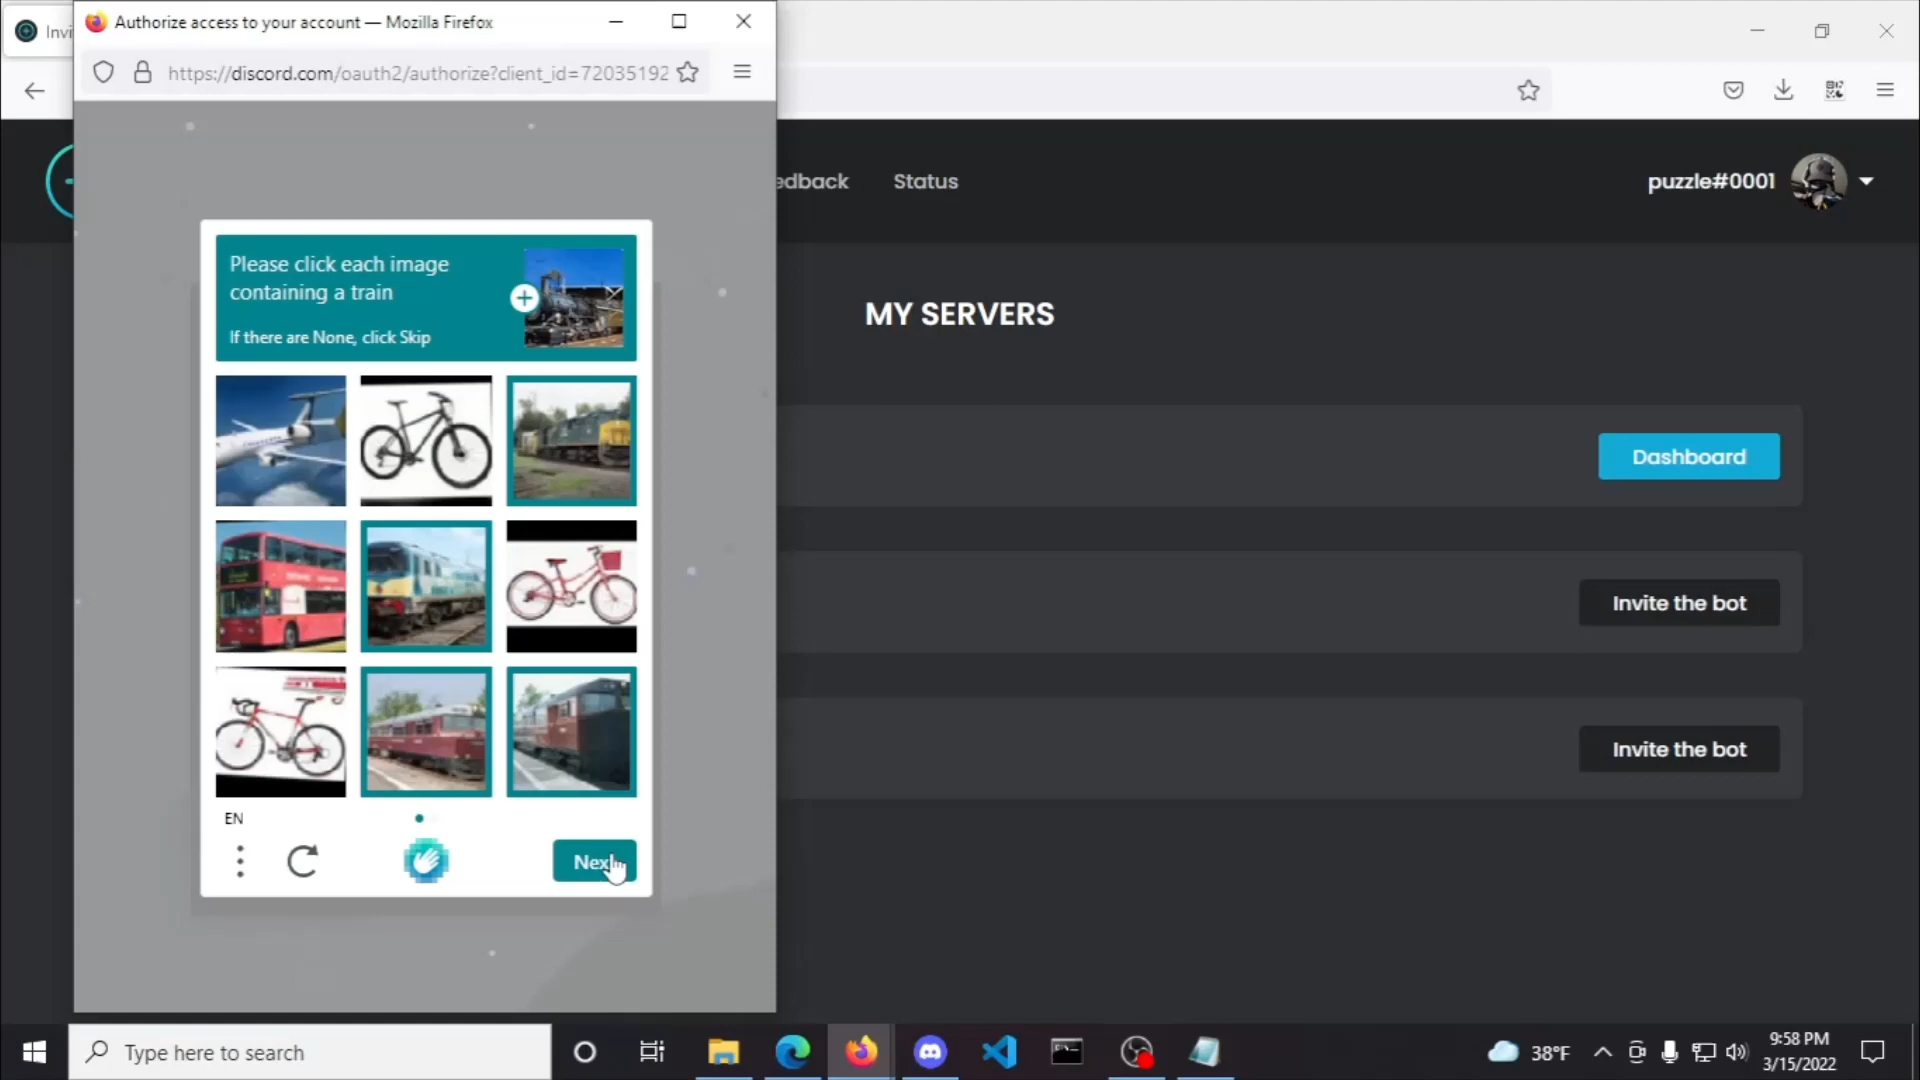 Invi
Authorize access to your account — Mozilla Firefox
https://discord.com/oauth2/authorize?client_id=72035192
edback
Status
puzzle#0001
Please click each image
containing a train
If there are None, click Skip
MY SERVERS
Dashboard
Invite the bot
Invite the bot
EN
Next
Type here to search
38°F
9:58 PM
3/15/2022